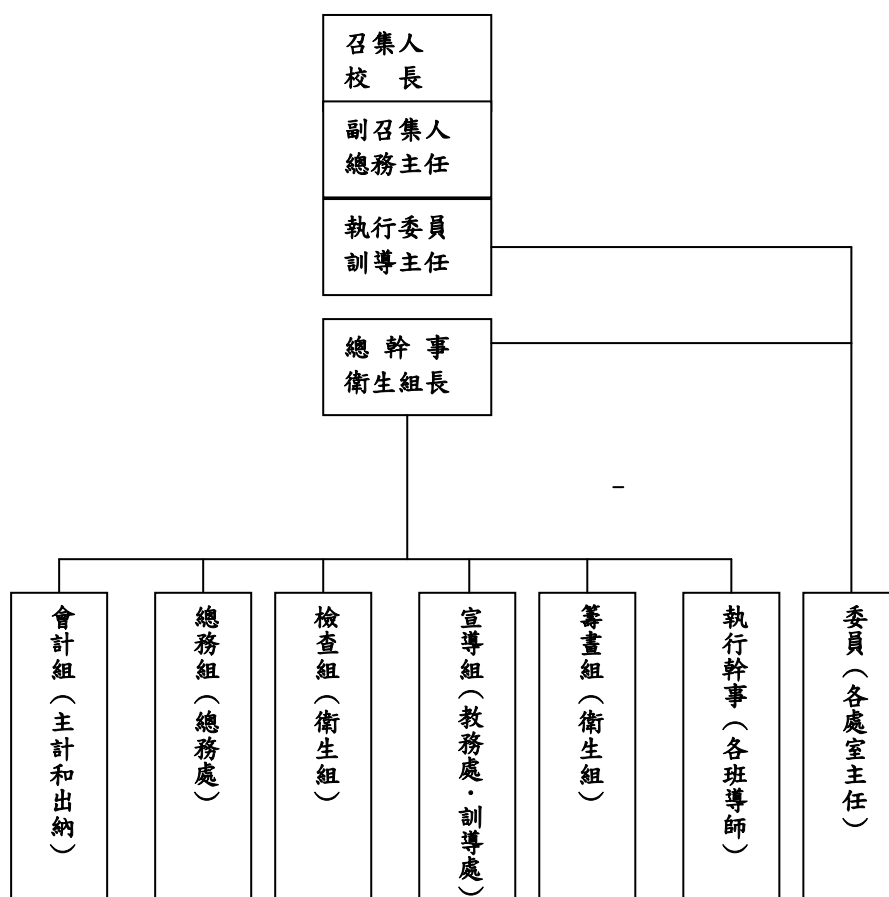 召集人
校　長
副召集人
總務主任
執行委員
訓導主任
總 幹 事
衛生組長
–
會計組（主計和出納）
總務組（總務處）
檢查組（衛生組）
宣導組（教務處・訓導處）
籌畫組（衛生組）
執行幹事（各班導師）
委員（各處室主任）